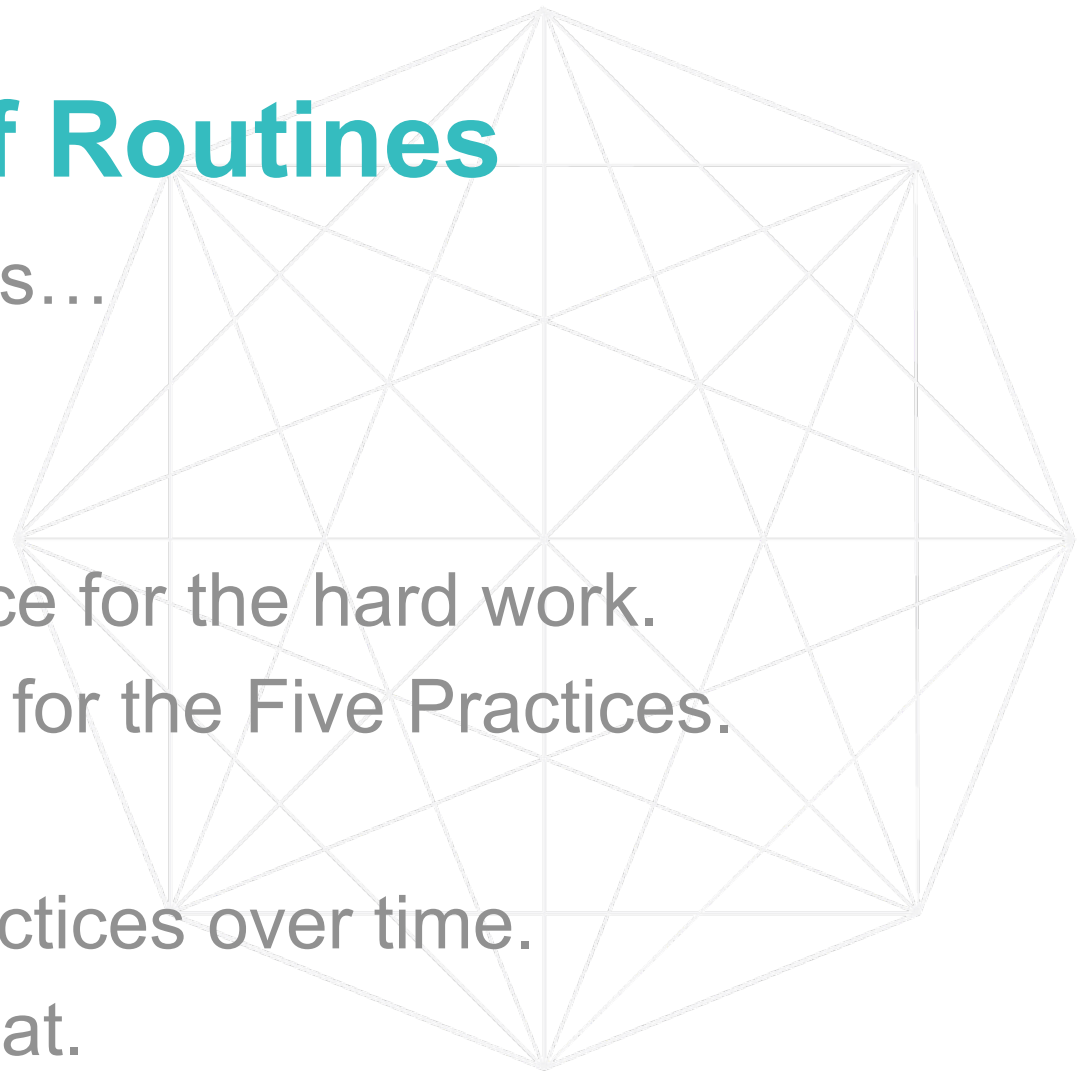 f Routines
s…
ce for the hard work.
for the Five Practices.
ctices over time.
at.